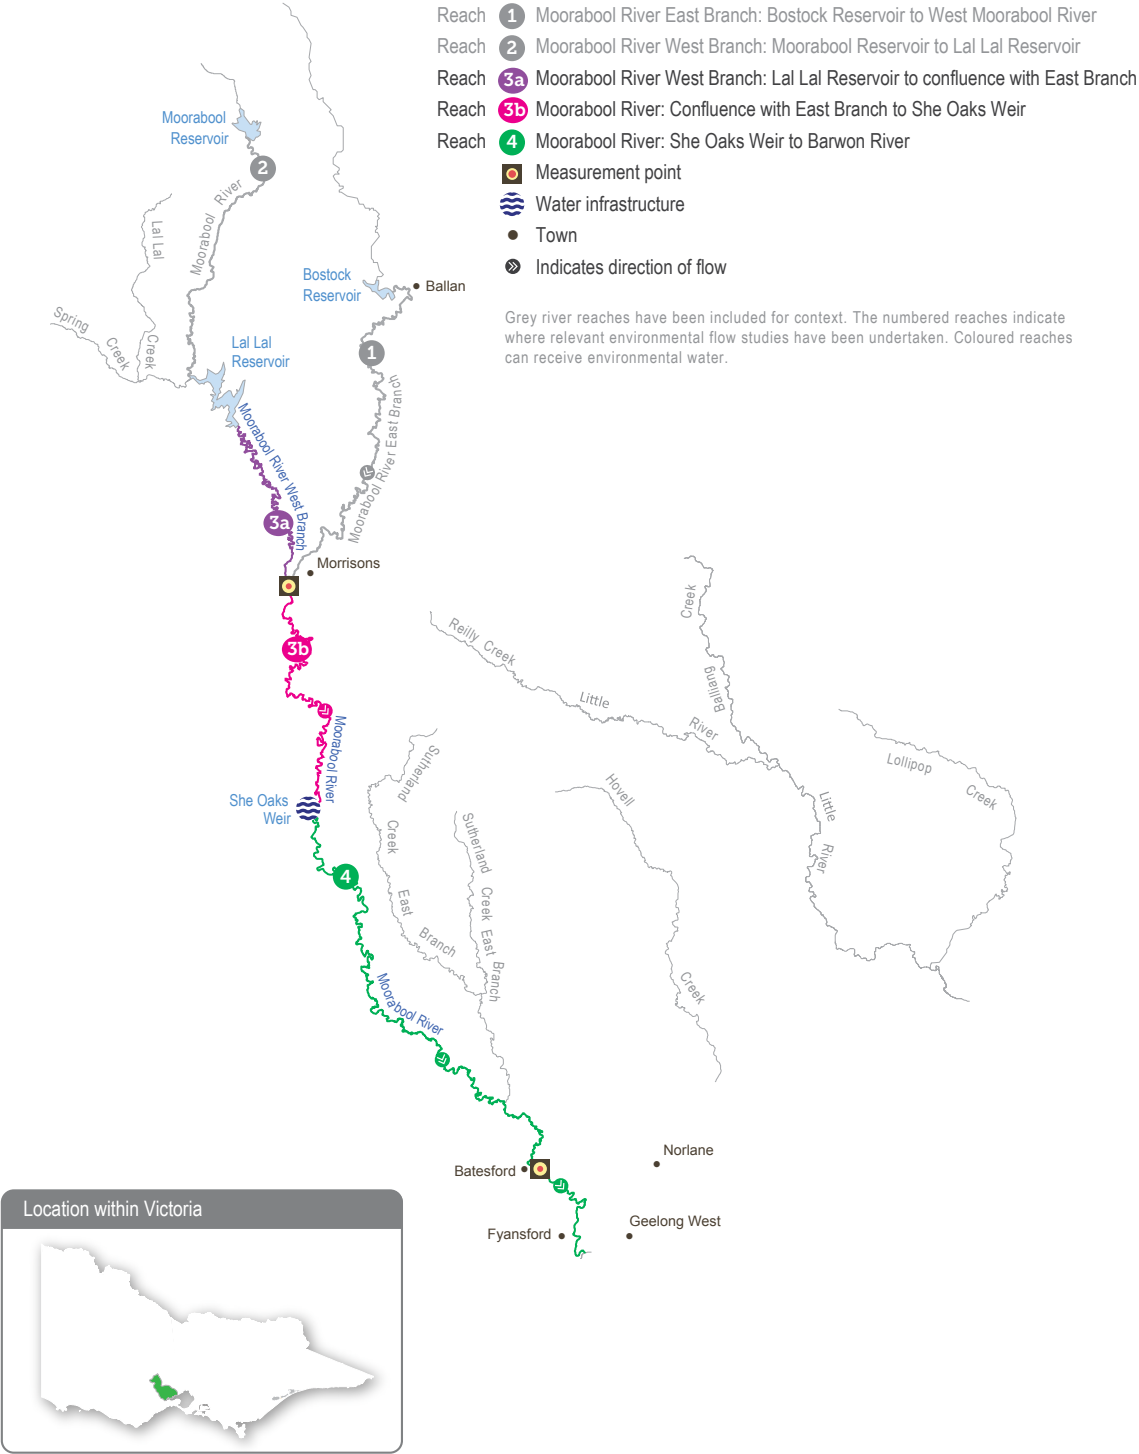 Reach 1 Moorabool River East Branch: Bostock Reservoir to West Moorabool River
Reach 2 Moorabool River West Branch: Moorabool Reservoir to Lal Lal Reservoir
Reach 3a Moorabool River West Branch: Lal Lal Reservoir to confluence with East Branch
Reach 3b Moorabool River: Confluence with East Branch to She Oaks Weir
Reach 4 Moorabool River: She Oaks Weir to Barwon River
Measurement point
Water infrastructure
Town
Indicates direction of flow
Grey river reaches have been included for context. The numbered reaches indicate
where relevant environmental flow studies have been undertaken. Coloured reaches
can receive environmental water.
Moorabool
Reservoir
2
Moorabool River
Lal Lal
Creek
Spring
Creek
Bostock
Reservoir
Ballan
1
Lal Lal
Reservoir
Moorabool River East Branch
Moorabool River West Branch
3a
Morrisons
3b
Moorabool River
She Oaks
Weir
4
Moorabool River
Reilly Creek
Little
River
Creek
Balliang
Little
River
Lollipop
Creek
Sutherland
Creek
East
Branch
Sutherland
Creek East
Branch
Hovell
Creek
Batesford
Norlane
Fyansford
Geelong West
Location within Victoria